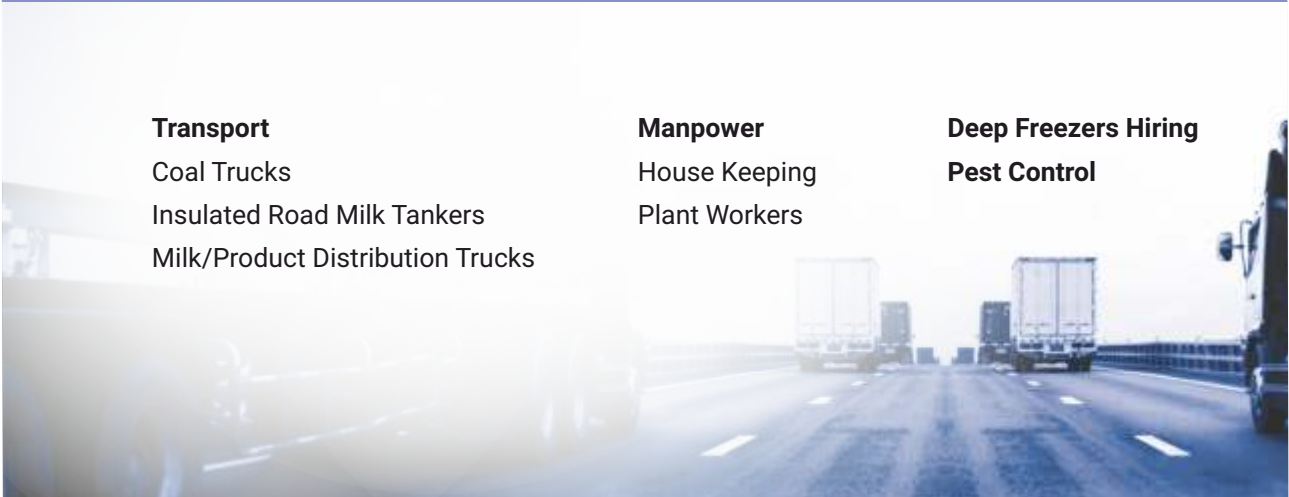 Transport
Coal Trucks
Insulated Road Milk Tankers
Milk/Product Distribution Trucks
Manpower
House Keeping
Plant Workers
Deep Freezers Hiring
Pest Control